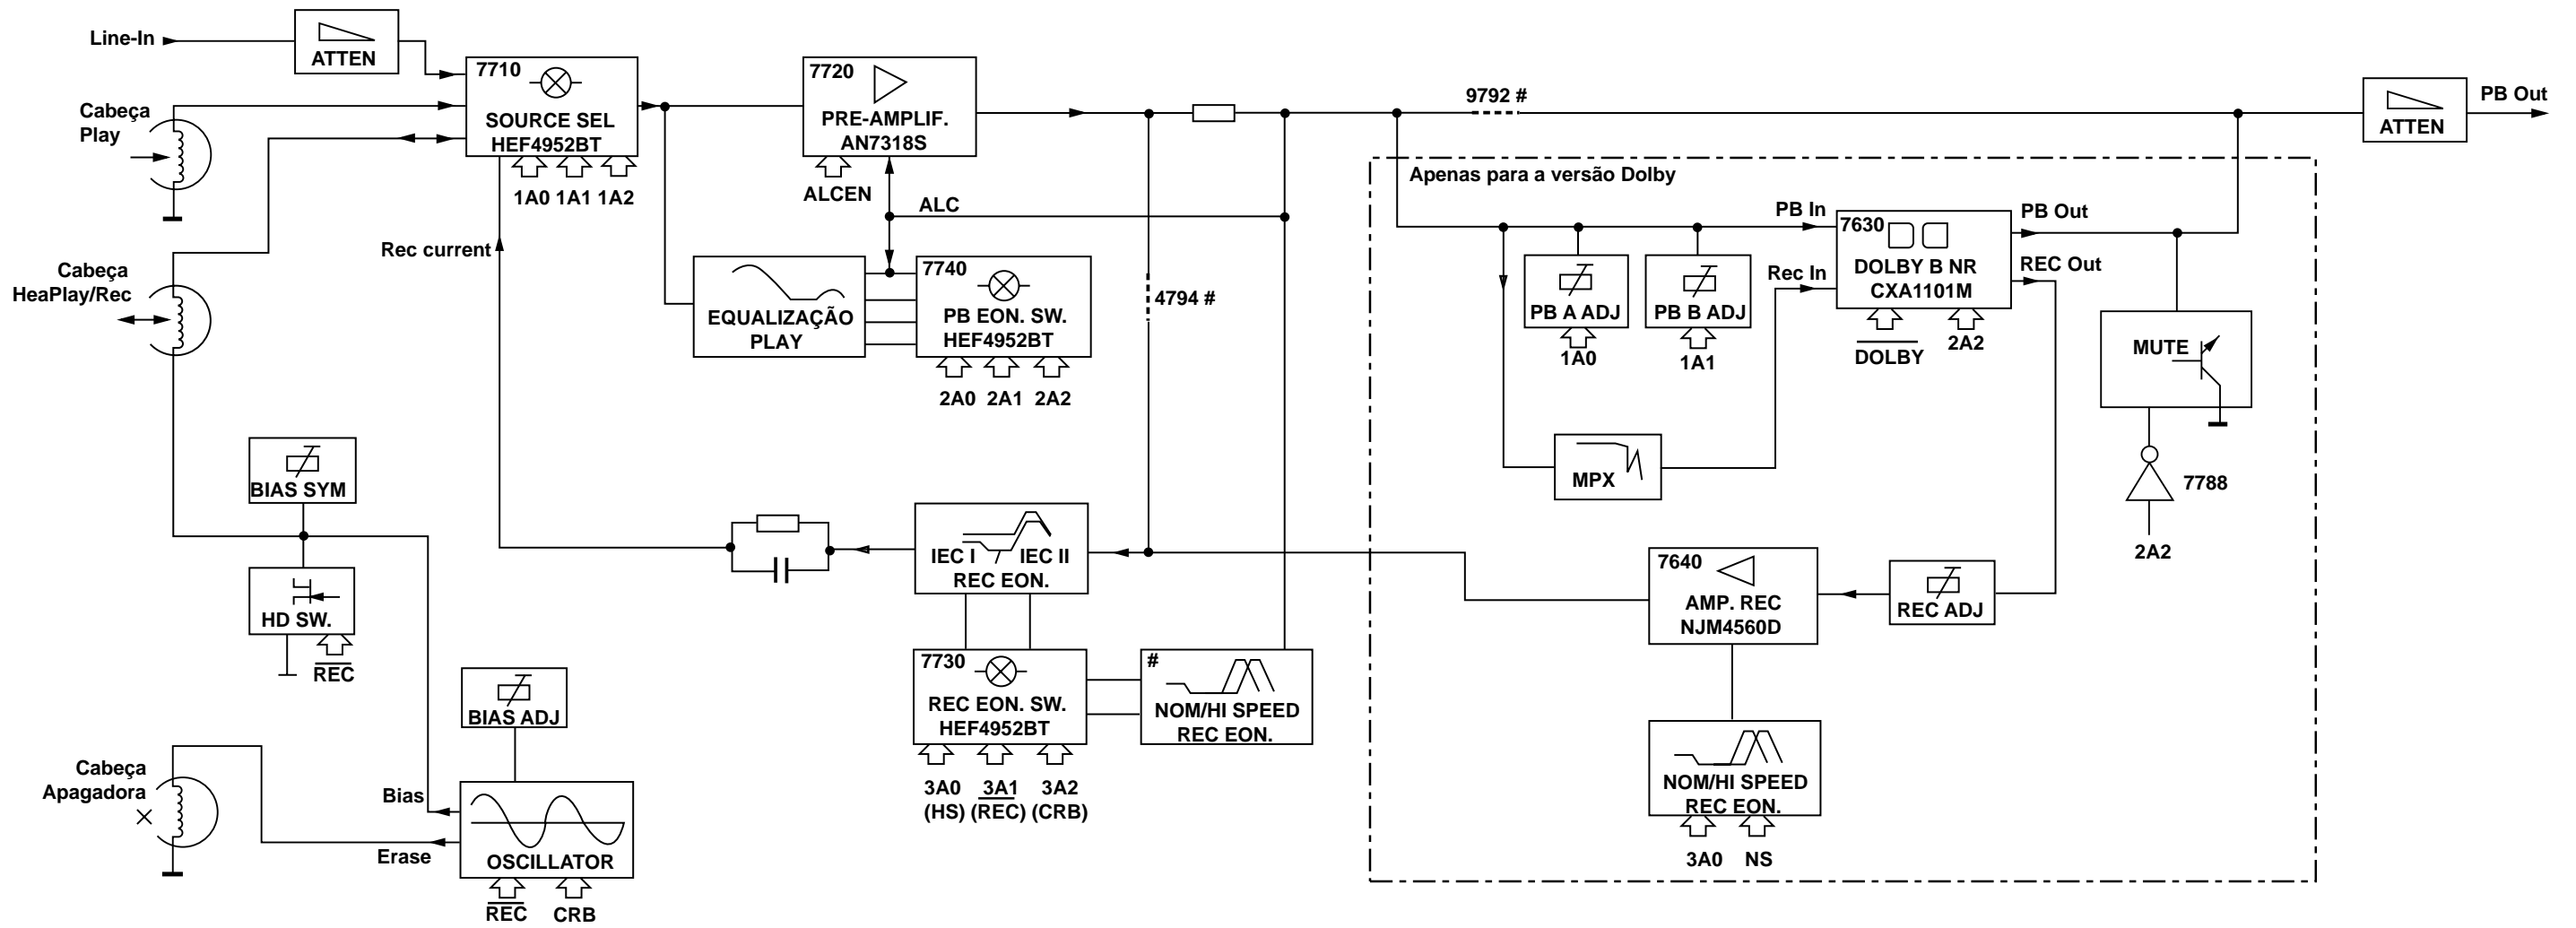 Line-In
ATTEN
Cabeça
Play
7710
SOURCE SEL
HEF4952BT
1A0 1A1 1A2
7720
PRE-AMPLIF.
AN7318S
ALCEN
ALC
9792 #
ATTEN
PB Out
Apenas para a versão Dolby
Rec current
Cabeça
HeaPlay/Rec
EQUALIZAÇÃO
PLAY
7740
PB EON. SW.
HEF4952BT
2A0 2A1 2A2
4794 #
PB In
7630
DOLBY B NR
CXA1101M
PB Out
REC Out
Rec In
PB A ADJ
1A0
PB B ADJ
1A1
DOLBY
2A2
MUTE
7788
2A2
MPX
BIAS SYM
HD SW.
REC
IEC I
IEC II
REC EON.
7640
AMP. REC
NJM4560D
REC ADJ
7730
REC EON. SW.
HEF4952BT
3A0 3A1 3A2
(HS) (REC) (CRB)
#
NOM/HI SPEED
REC EON.
NOM/HI SPEED
REC EON.
3A0 NS
BIAS ADJ
Cabeça
Apagadora
Bias
Erase
OSCILLATOR
REC CRB